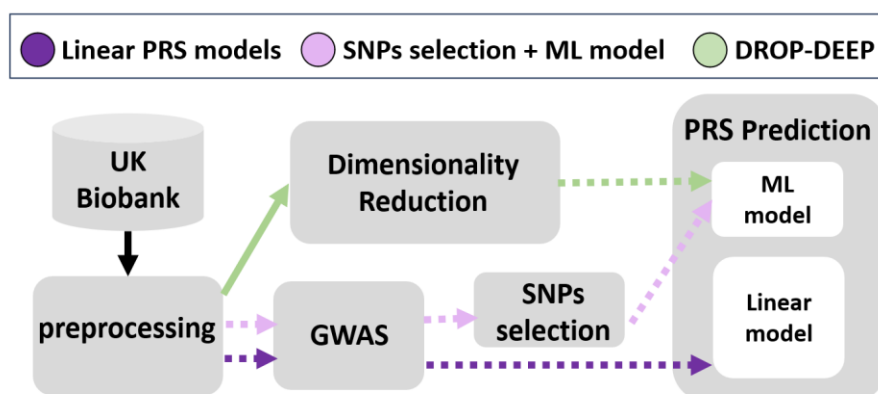 Linear PRS models
SNPs selection + ML model
DROP-DEEP
UK
Biobank
Dimensionality
Reduction
PRS Prediction
ML
model
preprocessing
GWAS
SNPs
selection
Linear
model